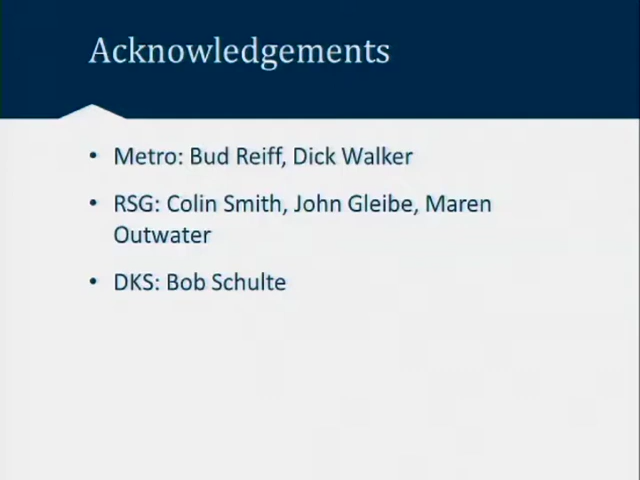 Acknowledgements
• Metro: Bud Reiff, Dick Walker
• RSG: Colin Smith, John Gleibe, Maren
Outwater
• DKS: Bob Schulte